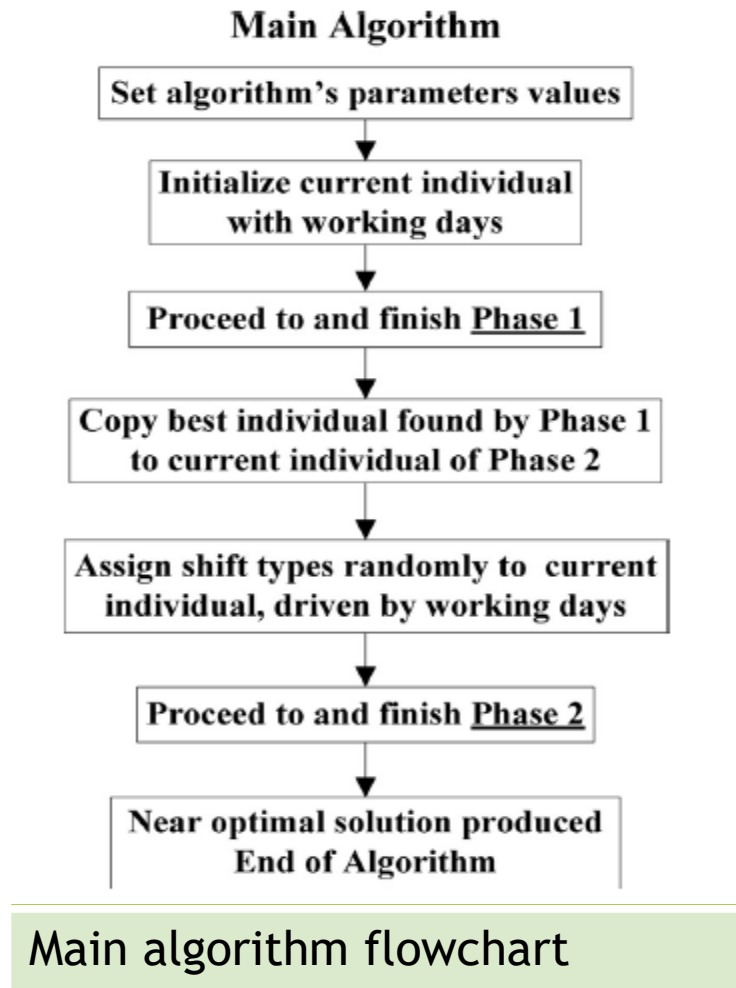 Main Algorithm
Set algorithm's parameters values
Initialize current individual
with working days
Proceed to and finish Phase 1
Copy best individual found by Phase 1
to current individual of Phase 2
Assign shift types randomly to current
individual, driven by working days
Proceed to and finish Phase 2
Near optimal solution produced
End of Algorithm
Main algorithm flowchart